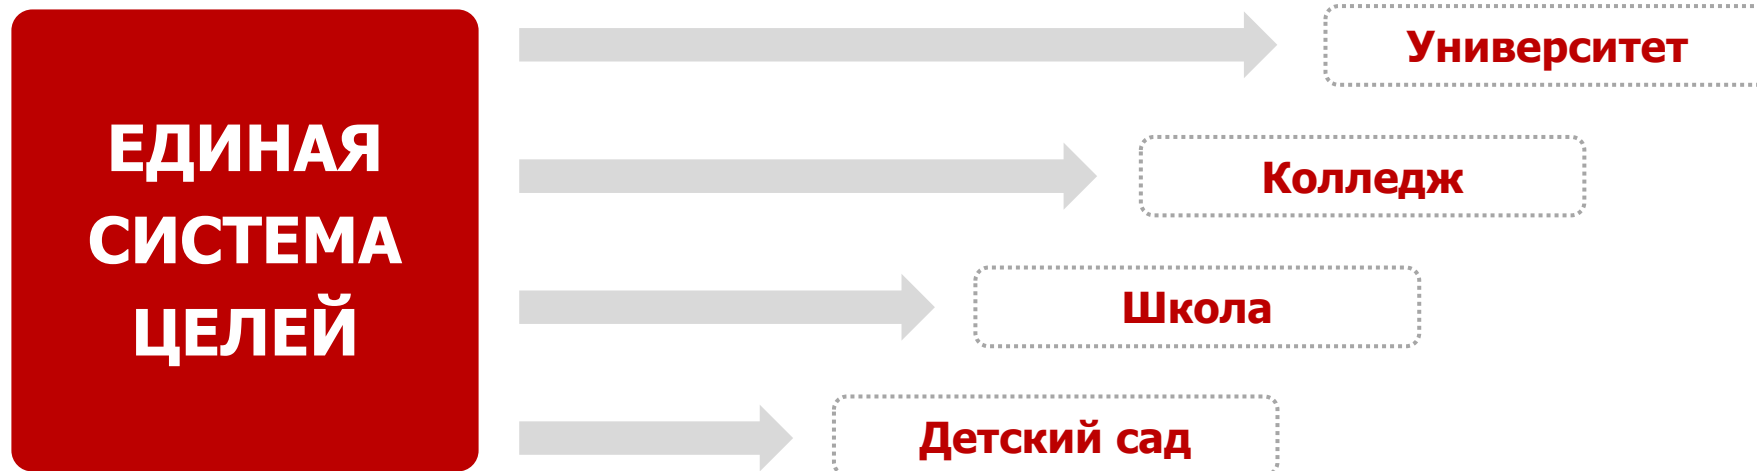 ЕДИНАЯ
СИСТЕМА
ЦЕЛЕЙ
Университет
Колледж
Школа
Детский сад